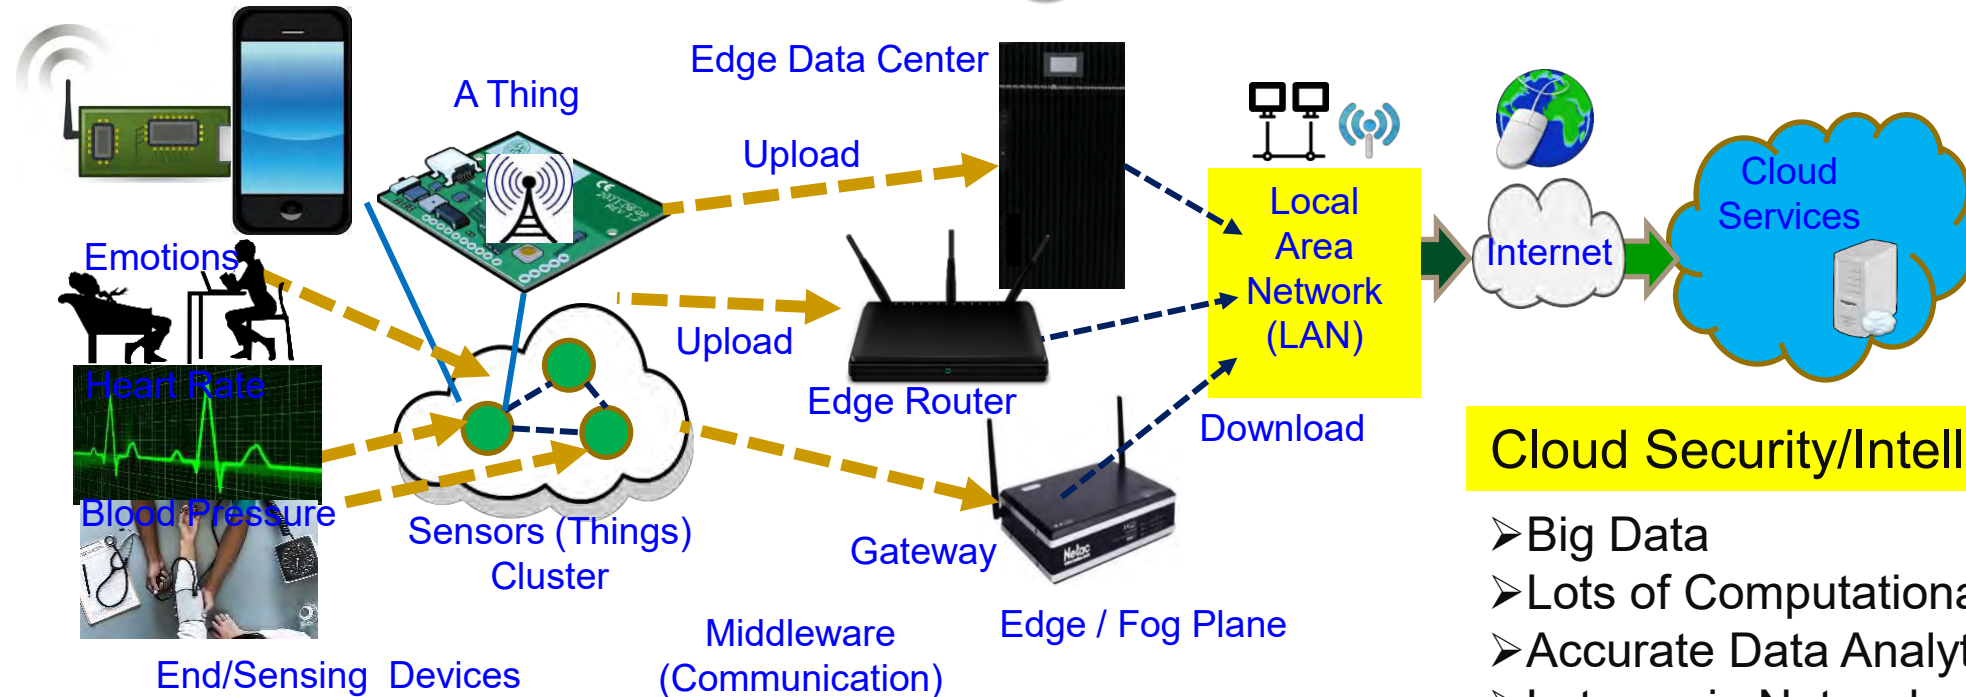 Edge Data Center
A Thing
Upload
Local
Area
Network
(LAN)
Cloud
Services
Internet
Emotions
Upload
Heart Rate
Edge Router
Download
Blood Pressure
Sensors (Things)
Cluster
Gateway
Netac
Edge / Fog Plane
Middleware
(Communication)
End/Sensing Devices
Cloud Security/Intell
➢Big Data
➢Lots of Computationa
➢Accurate Data Analyt